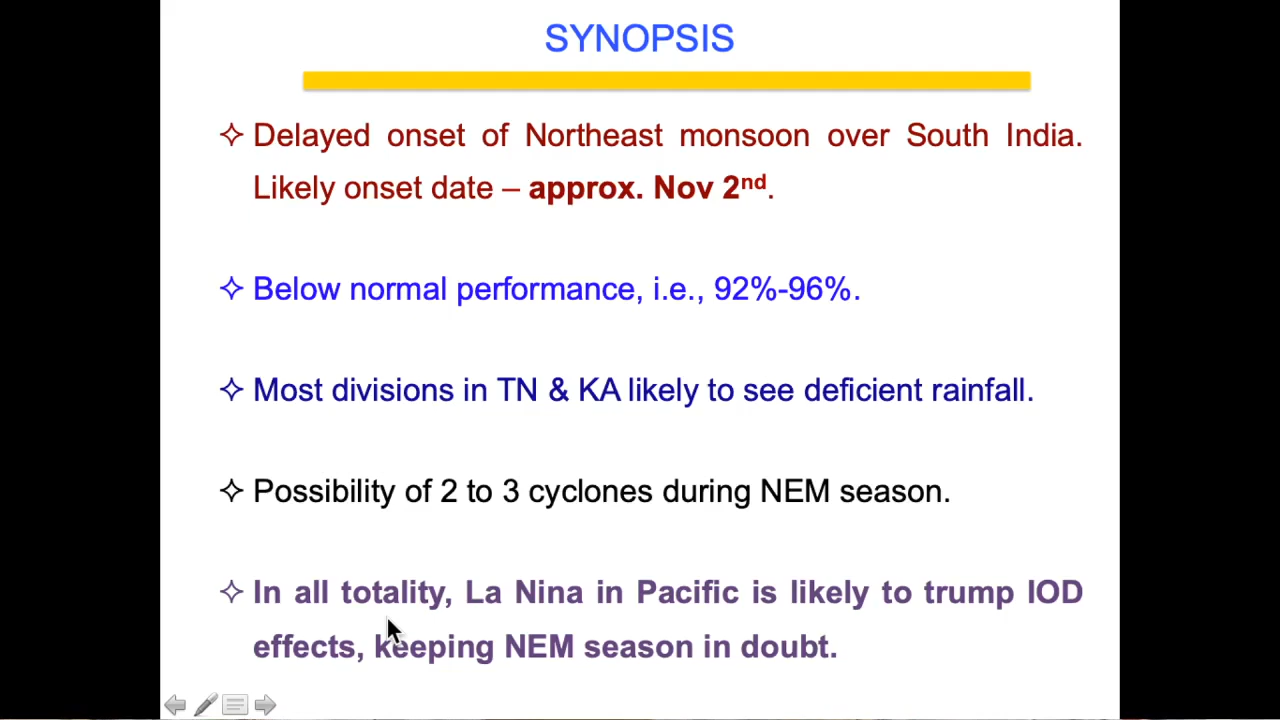 SYNOPSIS
Delayed onset of Northeast monsoon over South India.
Likely onset date – approx. Nov 2nd.
Below normal performance, i.e., 92%-96%.
Most divisions in TN & KA likely to see deficient rainfall.
Possibility of 2 to 3 cyclones during NEM season.
In all totality, La Nina in Pacific is likely to trump IOD
effects, keeping NEM season in doubt.